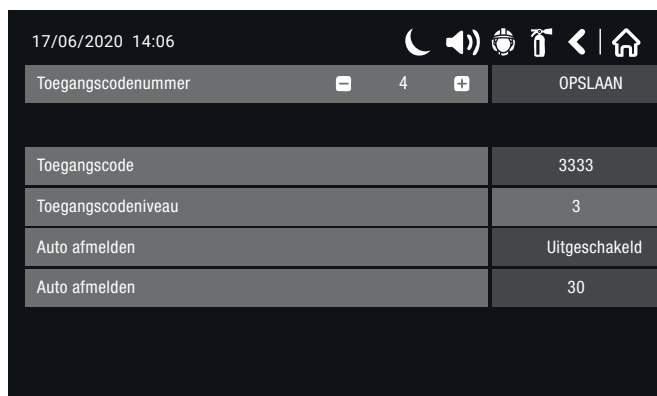 17/06/2020 14:06
Toegangscodenummer 4 OPSLAAN
Toegangscode 3333
Toegangscodeniveau 3
Auto afmelden Uitgeschakeld
Auto afmelden 30